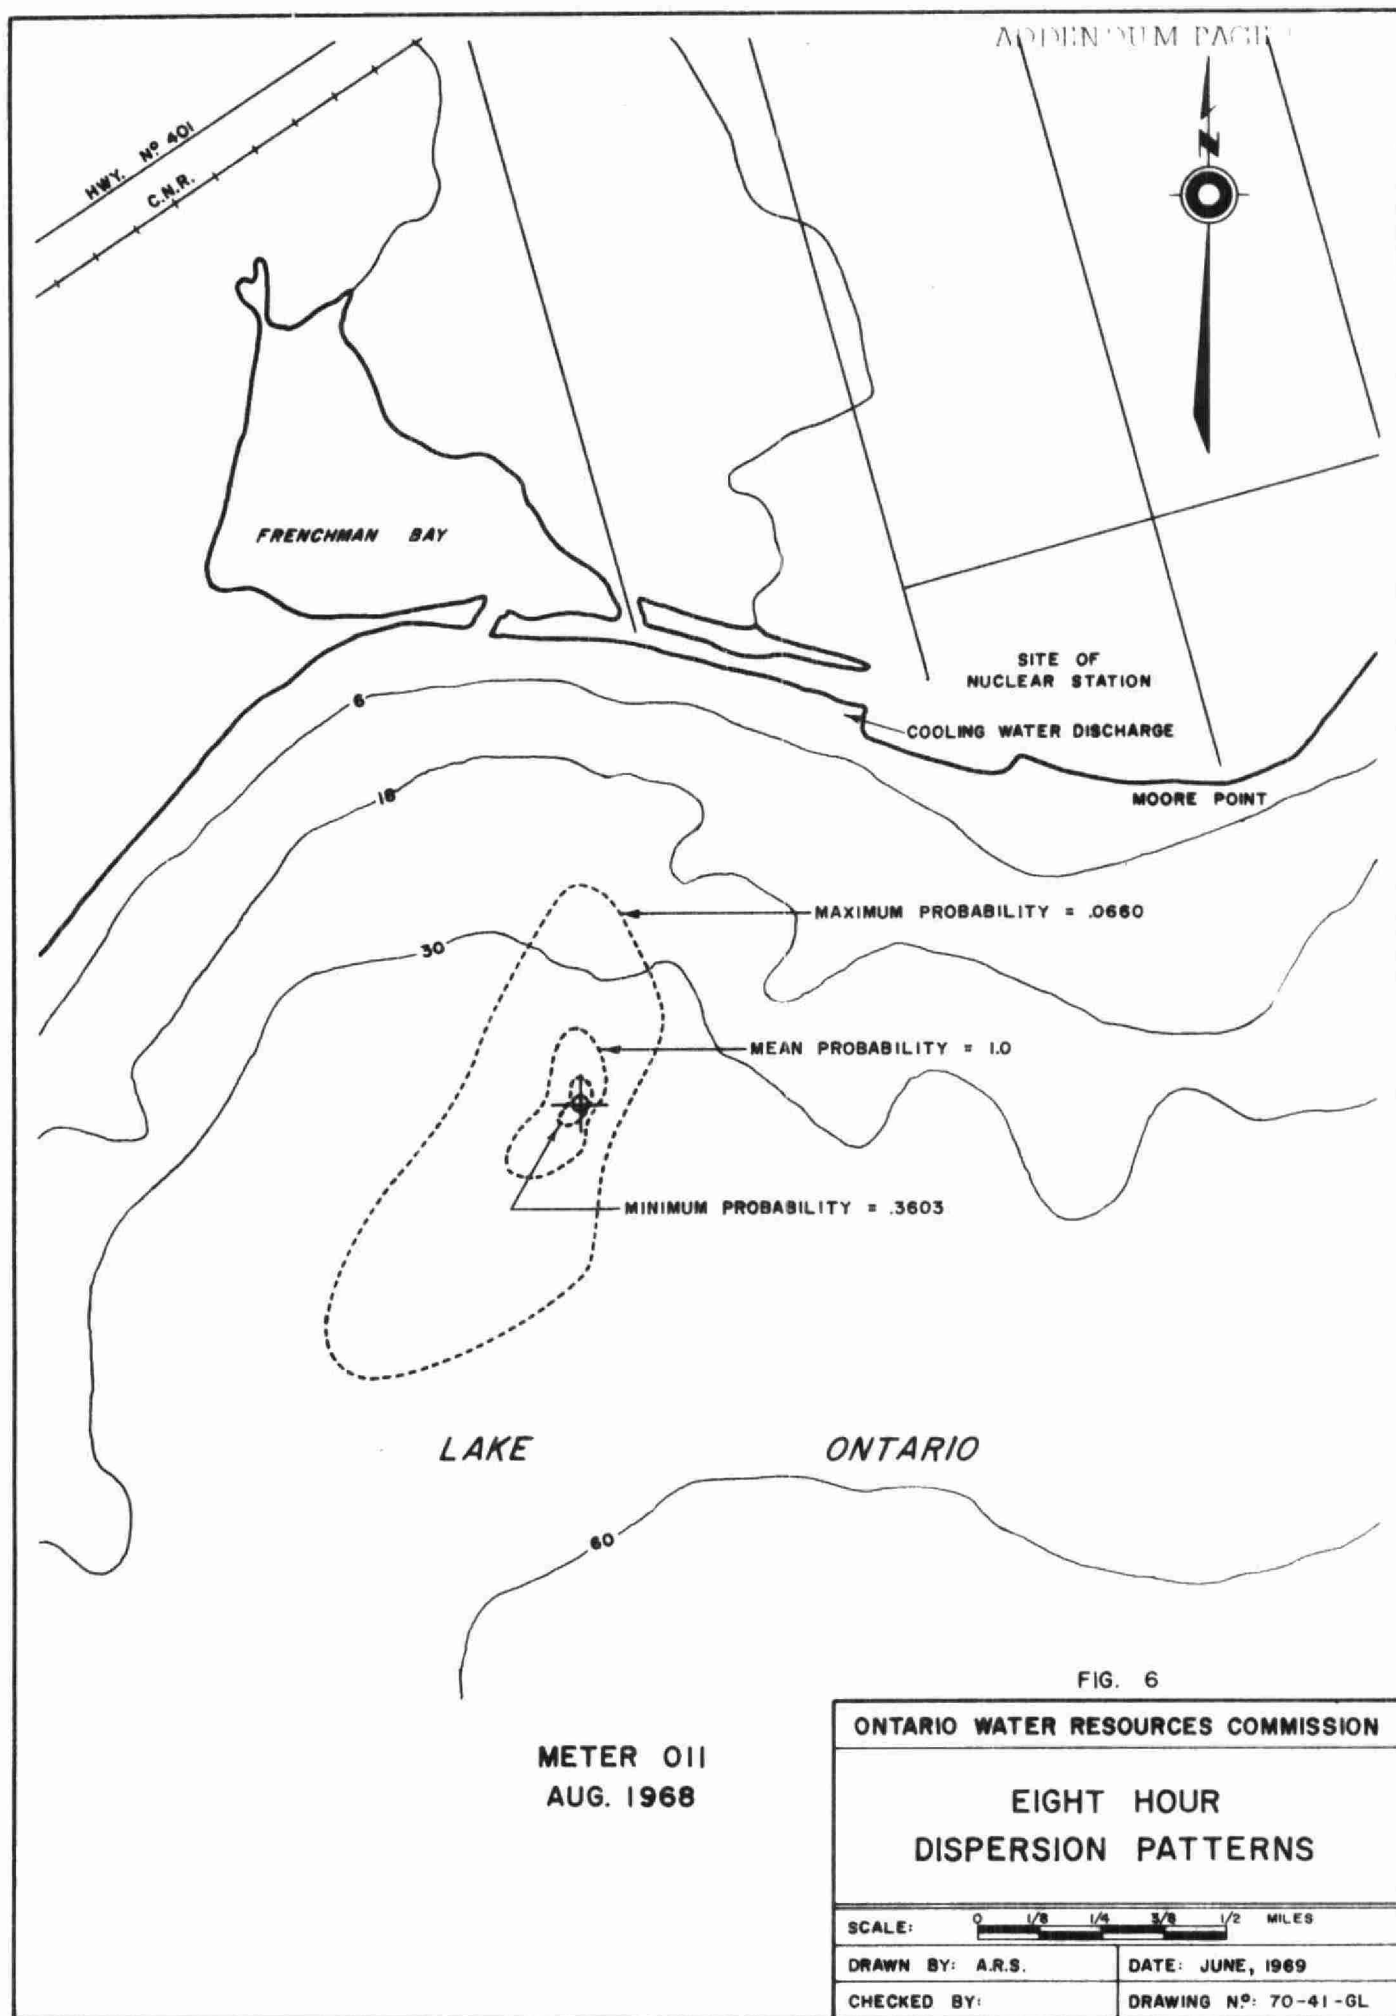 ADDENDUM PAGE
HWY. Nº 401
C.N.R.
N
FRENCHMAN BAY
SITE OF
NUCLEAR STATION
6
COOLING WATER DISCHARGE
18
MOORE POINT
MAXIMUM PROBABILITY = .0660
30
MEAN PROBABILITY = 1.0
MINIMUM PROBABILITY = .3603
LAKE ONTARIO
60
FIG. 6
ONTARIO WATER RESOURCES COMMISSION
METER 011
AUG. 1968
EIGHT HOUR
DISPERSION PATTERNS
SCALE: 0 1/8 1/4 3/8 1/2 MILES
DRAWN BY: A.R.S. DATE: JUNE, 1969
CHECKED BY: DRAWING Nº: 70-41-GL